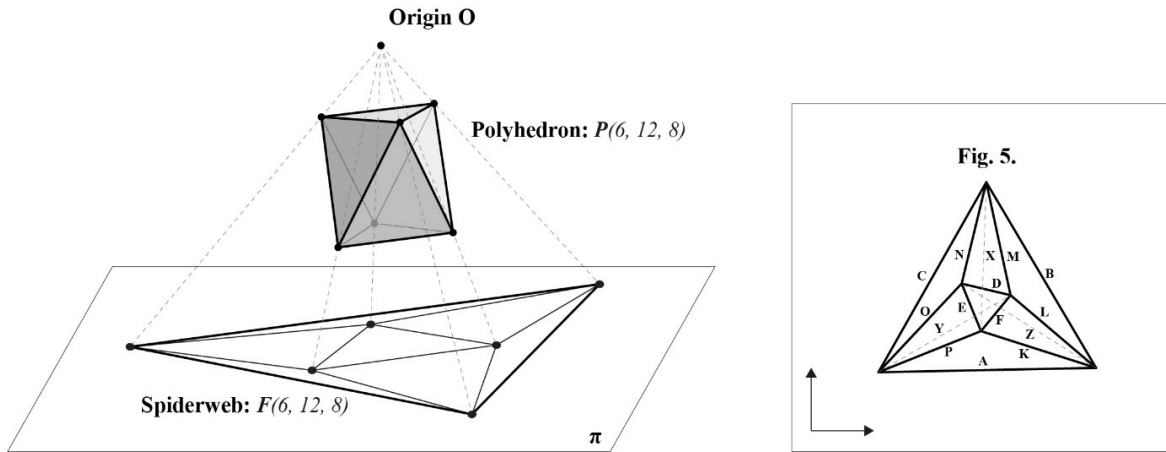 Origin O
Polyhedron: P(6, 12, 8)
Spiderweb: F(6, 12, 8)
π
Fig. 5.
N X M
C B
D
O E F L
Y Z
P K
A